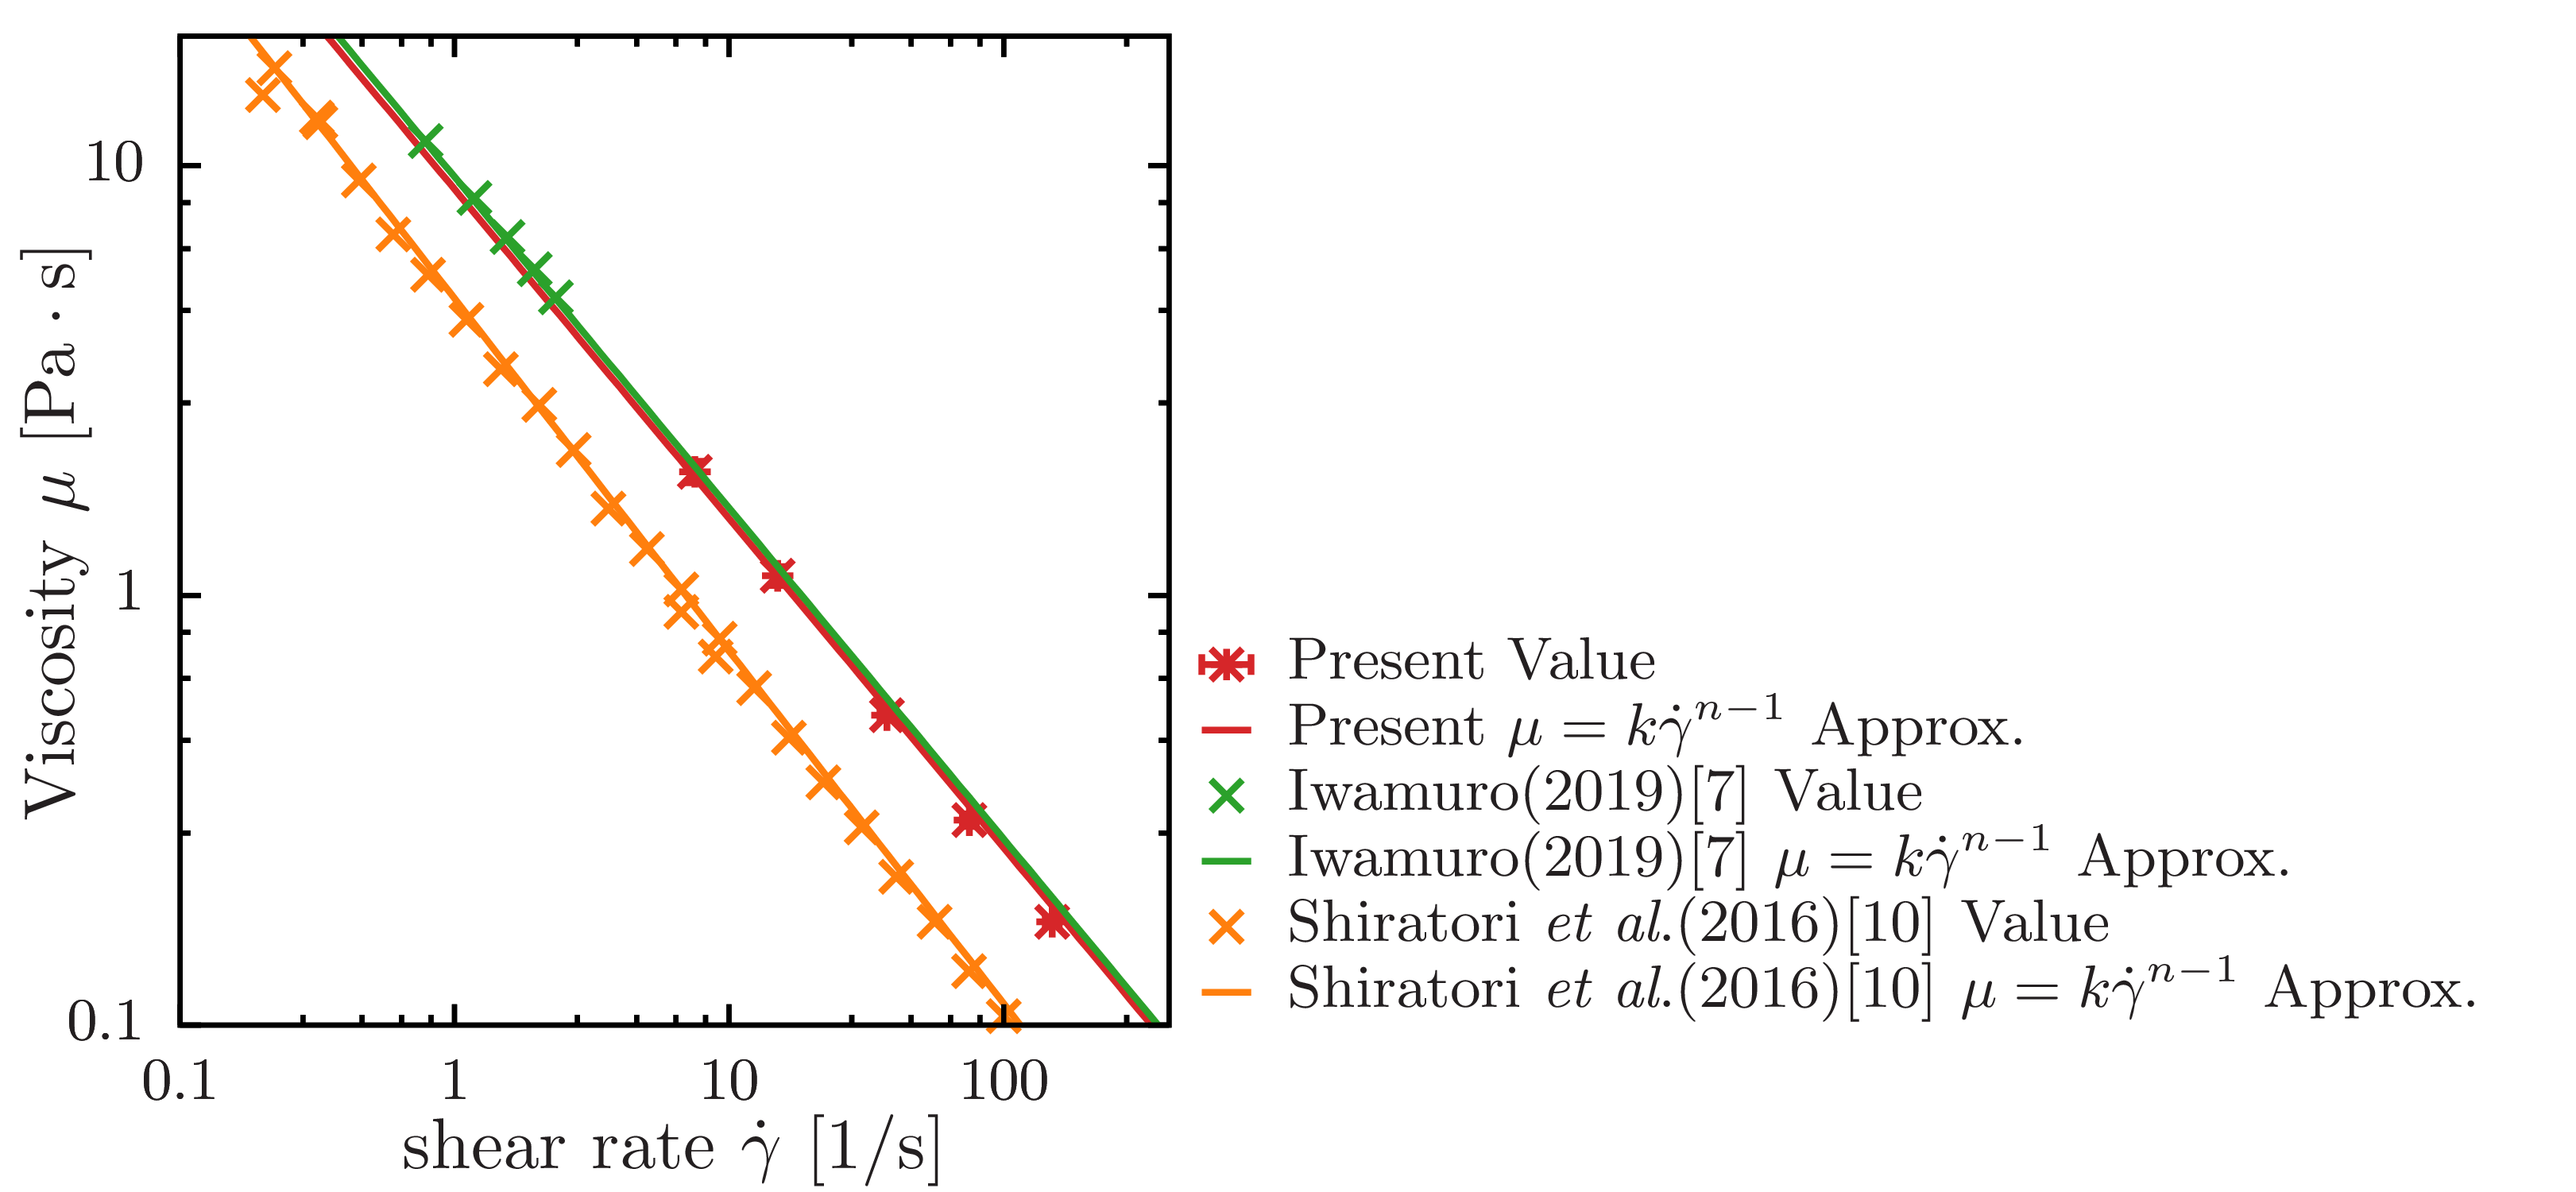 10
1
0.1
Viscosity μ [Pa · s]
0.1 1 10 100
shear rate γ̇ [1/s]
Present Value
Present μ = kγ̇ⁿ⁻¹ Approx.
Iwamuro(2019)[7] Value
Iwamuro(2019)[7] μ = kγ̇ⁿ⁻¹ Approx.
Shiratori et al.(2016)[10] Value
Shiratori et al.(2016)[10] μ = kγ̇ⁿ⁻¹ Approx.